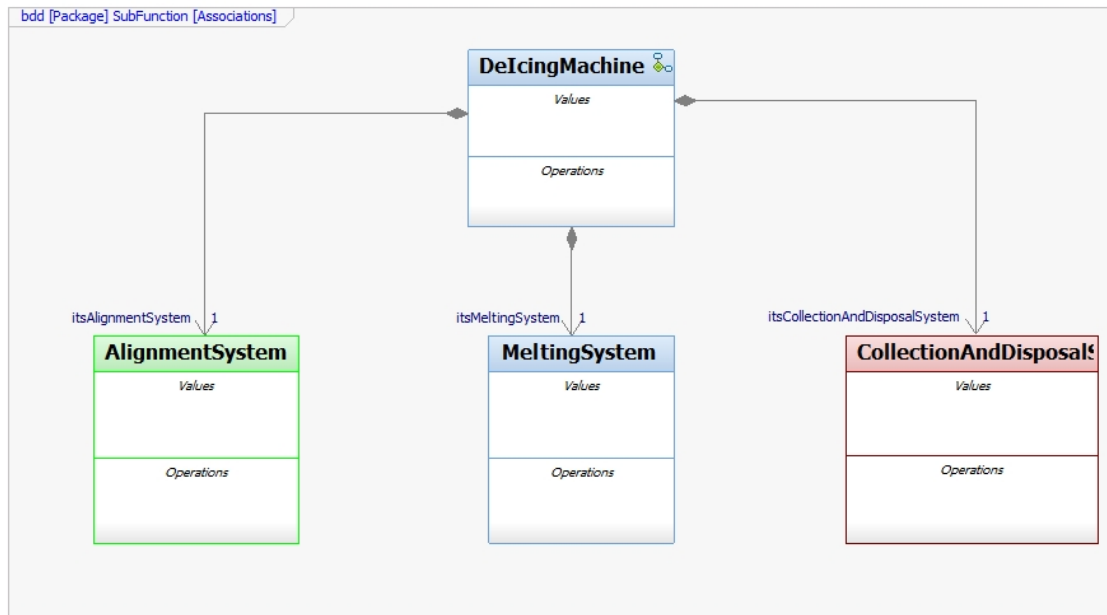 bdd [Package] SubFunction [Associations]
DeIcingMachine
Values
Operations
itsAlignmentSystem 1
itsMeltingSystem 1
itsCollectionAndDisposalSystem 1
AlignmentSystem
MeltingSystem
CollectionAndDisposalS
Values
Values
Values
Operations
Operations
Operations